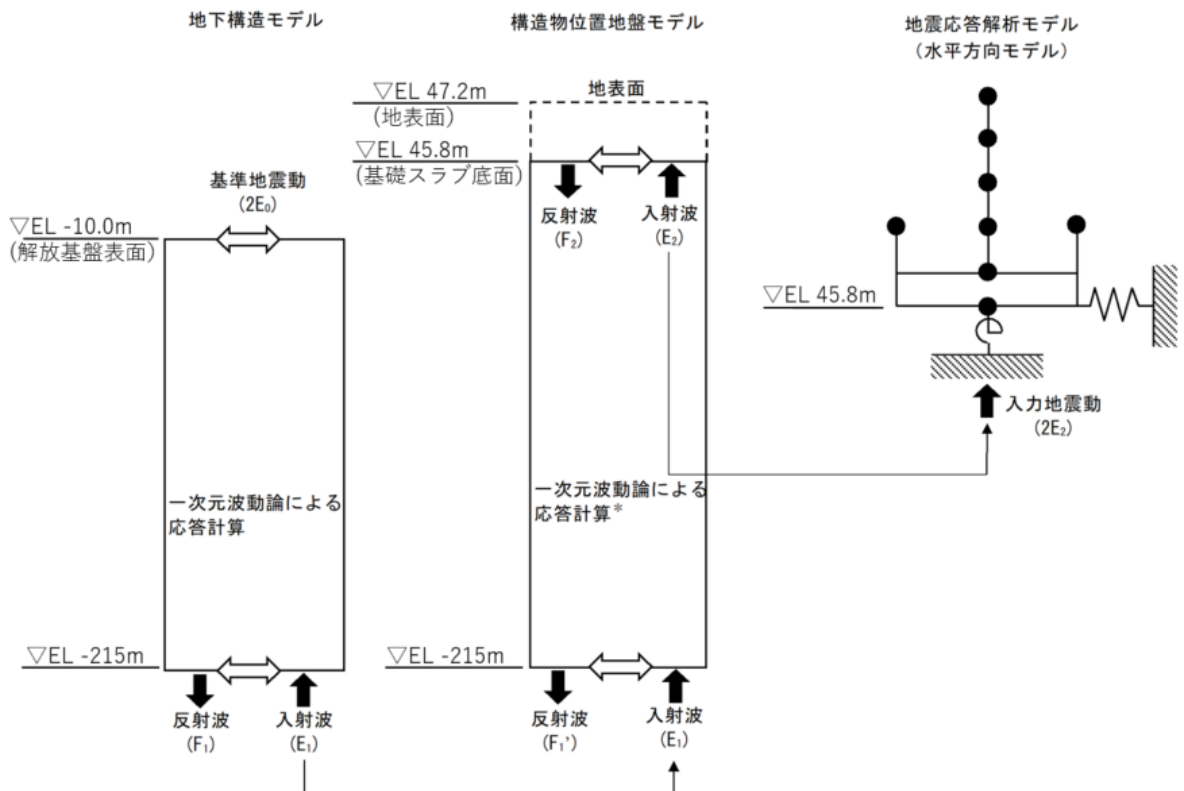 地下構造モデル
▽EL -10.0m
(解放基盤表面)
基準地震動
(2E₀)
一次元波動論による
応答計算
▽EL -215m
反射波
(F₁)
入射波
(E₁)
構造物位置地盤モデル
▽EL 47.2m
(地表面)
地表面
▽EL 45.8m
(基礎スラブ底面)
反射波
(F₂)
入射波
(E₂)
一次元波動論による
応答計算*
▽EL -215m
反射波
(F₁')
入射波
(E₁)
地震応答解析モデル
(水平方向モデル)
▽EL 45.8m
入力地震動
(2E₂)